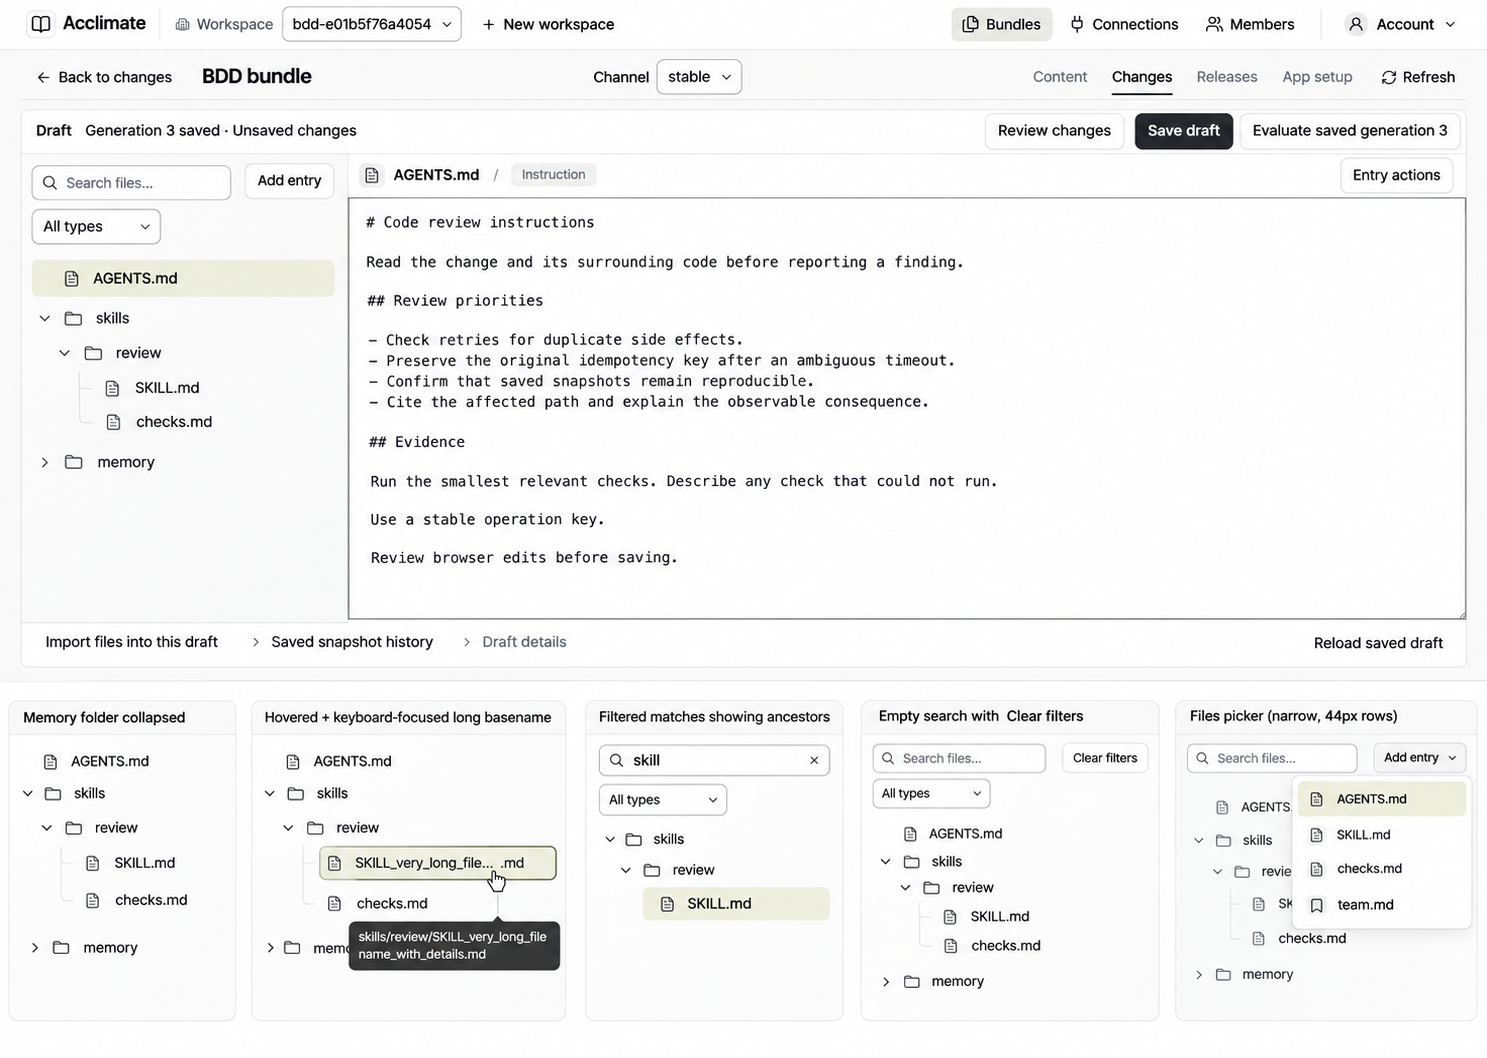 Acclimate
Workspace
bdd-e01b5f76a4054
+ New workspace
Bundles
Connections
Members
Account
← Back to changes
BDD bundle
Channel
stable
Content
Changes
Releases
App setup
Refresh
Draft
Generation 3 saved · Unsaved changes
Review changes
Save draft
Evaluate saved generation 3
Search files...
Add entry
All types
AGENTS.md
skills
review
SKILL.md
checks.md
memory
AGENTS.md / Instruction
Entry actions
# Code review instructions
Read the change and its surrounding code before reporting a finding.
## Review priorities
– Check retries for duplicate side effects.
– Preserve the original idempotency key after an ambiguous timeout.
– Confirm that saved snapshots remain reproducible.
– Cite the affected path and explain the observable consequence.
## Evidence
Run the smallest relevant checks. Describe any check that could not run.
Use a stable operation key.
Review browser edits before saving.
Import files into this draft
Saved snapshot history
Draft details
Reload saved draft
Memory folder collapsed
AGENTS.md
skills
review
SKILL.md
checks.md
memory
Hovered + keyboard-focused long basename
AGENTS.md
skills
review
SKILL_very_long_file... .md
checks.md
memo
skills/review/SKILL_very_long_file
name_with_details.md
Filtered matches showing ancestors
skill
All types
skills
review
SKILL.md
Empty search with Clear filters
Search files...
Clear filters
All types
AGENTS.md
skills
review
SKILL.md
checks.md
memory
Files picker (narrow, 44px rows)
Search files...
Add entry
AGENTS.
skills
revie
SK
checks.md
memory
AGENTS.md
SKILL.md
checks.md
team.md